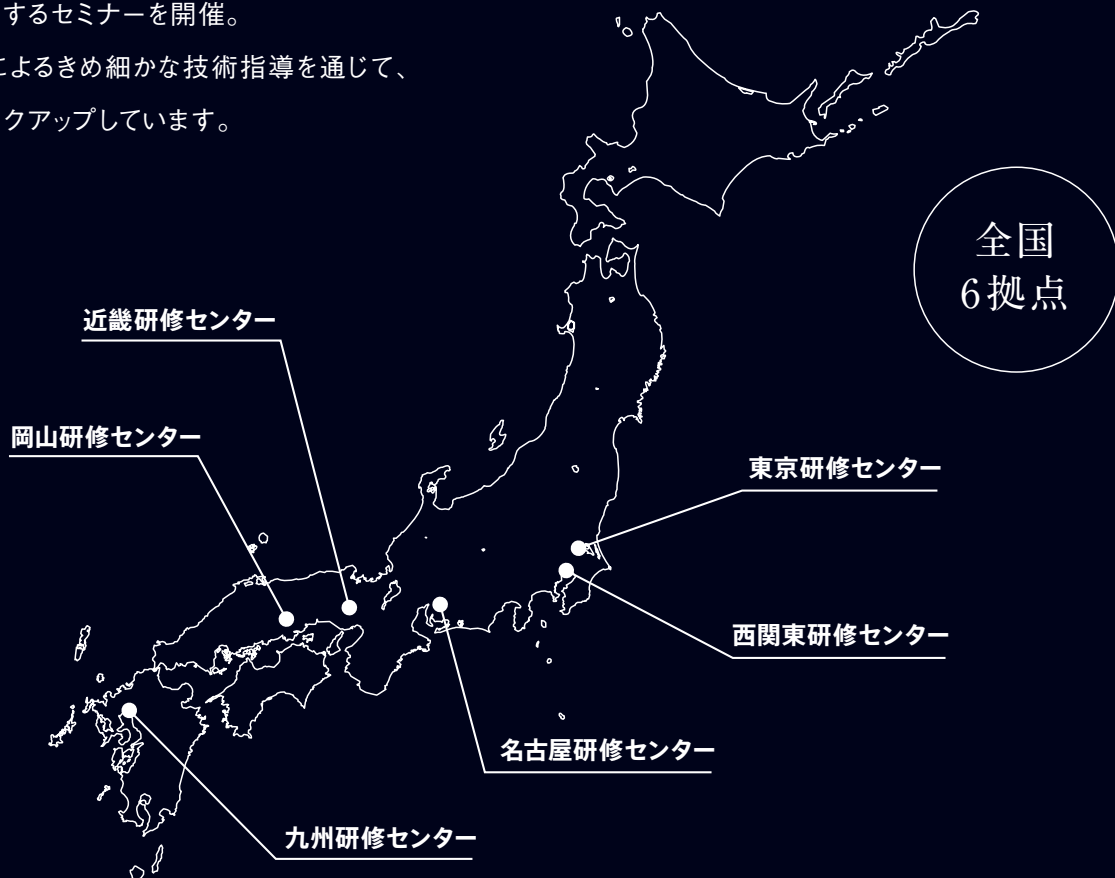 するセミナーを開催。
によるきめ細かな技術指導を通じて、
クアップしています。
全国
6拠点
近畿研修センター
岡山研修センター
東京研修センター
西関東研修センター
名古屋研修センター
九州研修センター